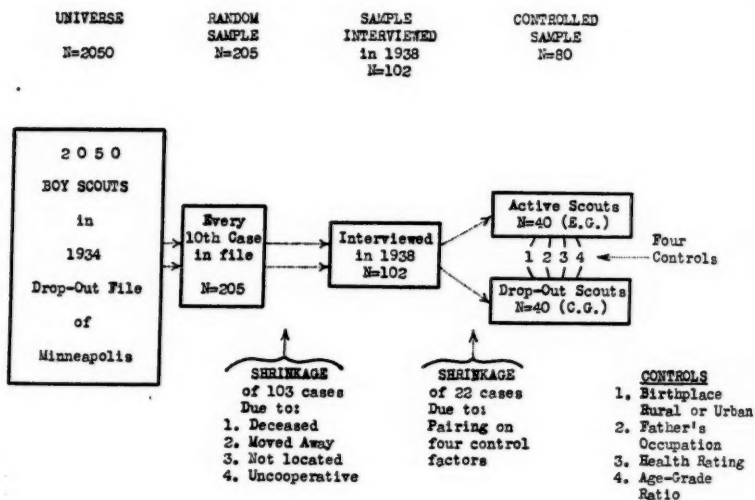 UNIVERSE
N=2050
RANDOM
SAMPLE
N=205
SAMPLE
INTERVIEWED
in 1938
N=102
CONTROLLED
SAMPLE
N=80
2 0 5 0
BOY SCOUTS
in
1934
Drop-Out File
of
Minneapolis
Every
10th Case
in file
N=205
Interviewed
in 1938
N=102
Active Scouts
N=40 (E.G.)
1 2 3 4
Drop-Out Scouts
N=40 (C.G.)
Four
Controls
SHRINKAGE
of 103 cases
Due to:
1. Deceased
2. Moved Away
3. Not located
4. Uncooperative
SHRINKAGE
of 22 cases
Due to:
Pairing on
four control
factors
CONTROLS
1. Birthplace
Rural or Urban
2. Father's
Occupation
3. Health Rating
4. Age-Grade
Ratio